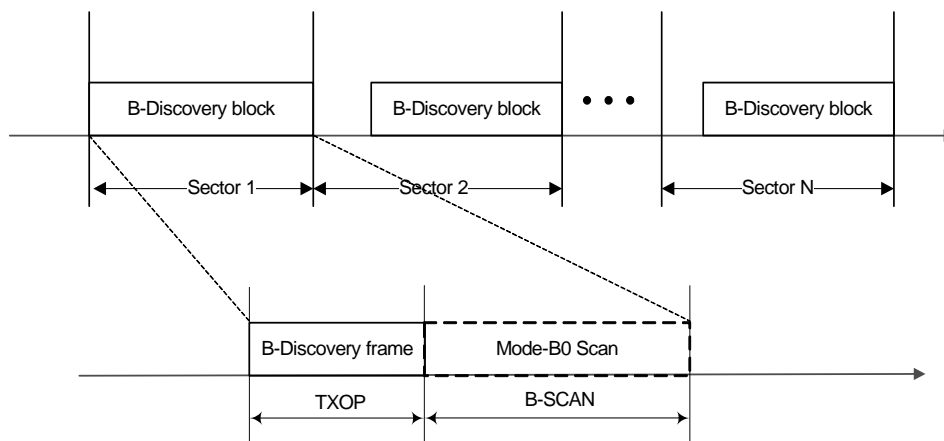 B-Discovery block
B-Discovery block
B-Discovery block
Sector 1
Sector 2
Sector N
B-Discovery frame
Mode-B0 Scan
TXOP
B-SCAN